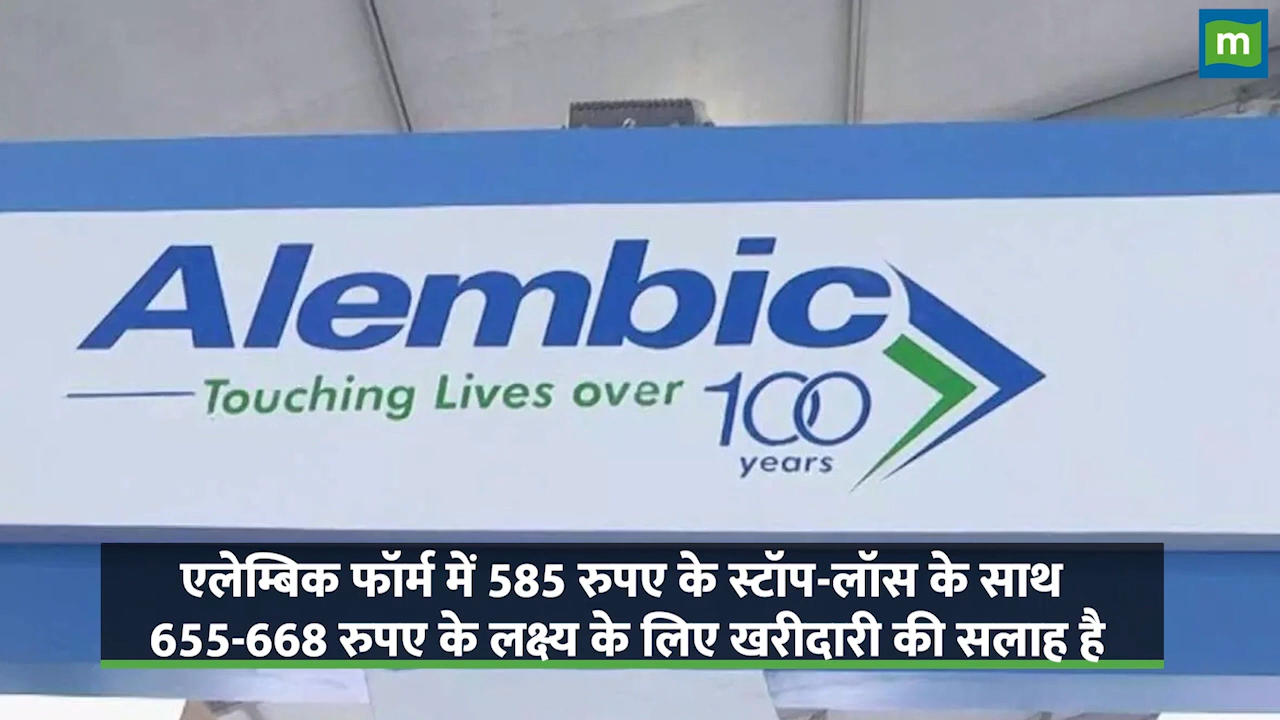 m
Alembic
Touching Lives over 100
years
एलेम्बिक फॉर्म में 585 रुपए के स्टॉप-लॉस के साथ
655-668 रुपए के लक्ष्य के लिए खरीदारी की सलाह है